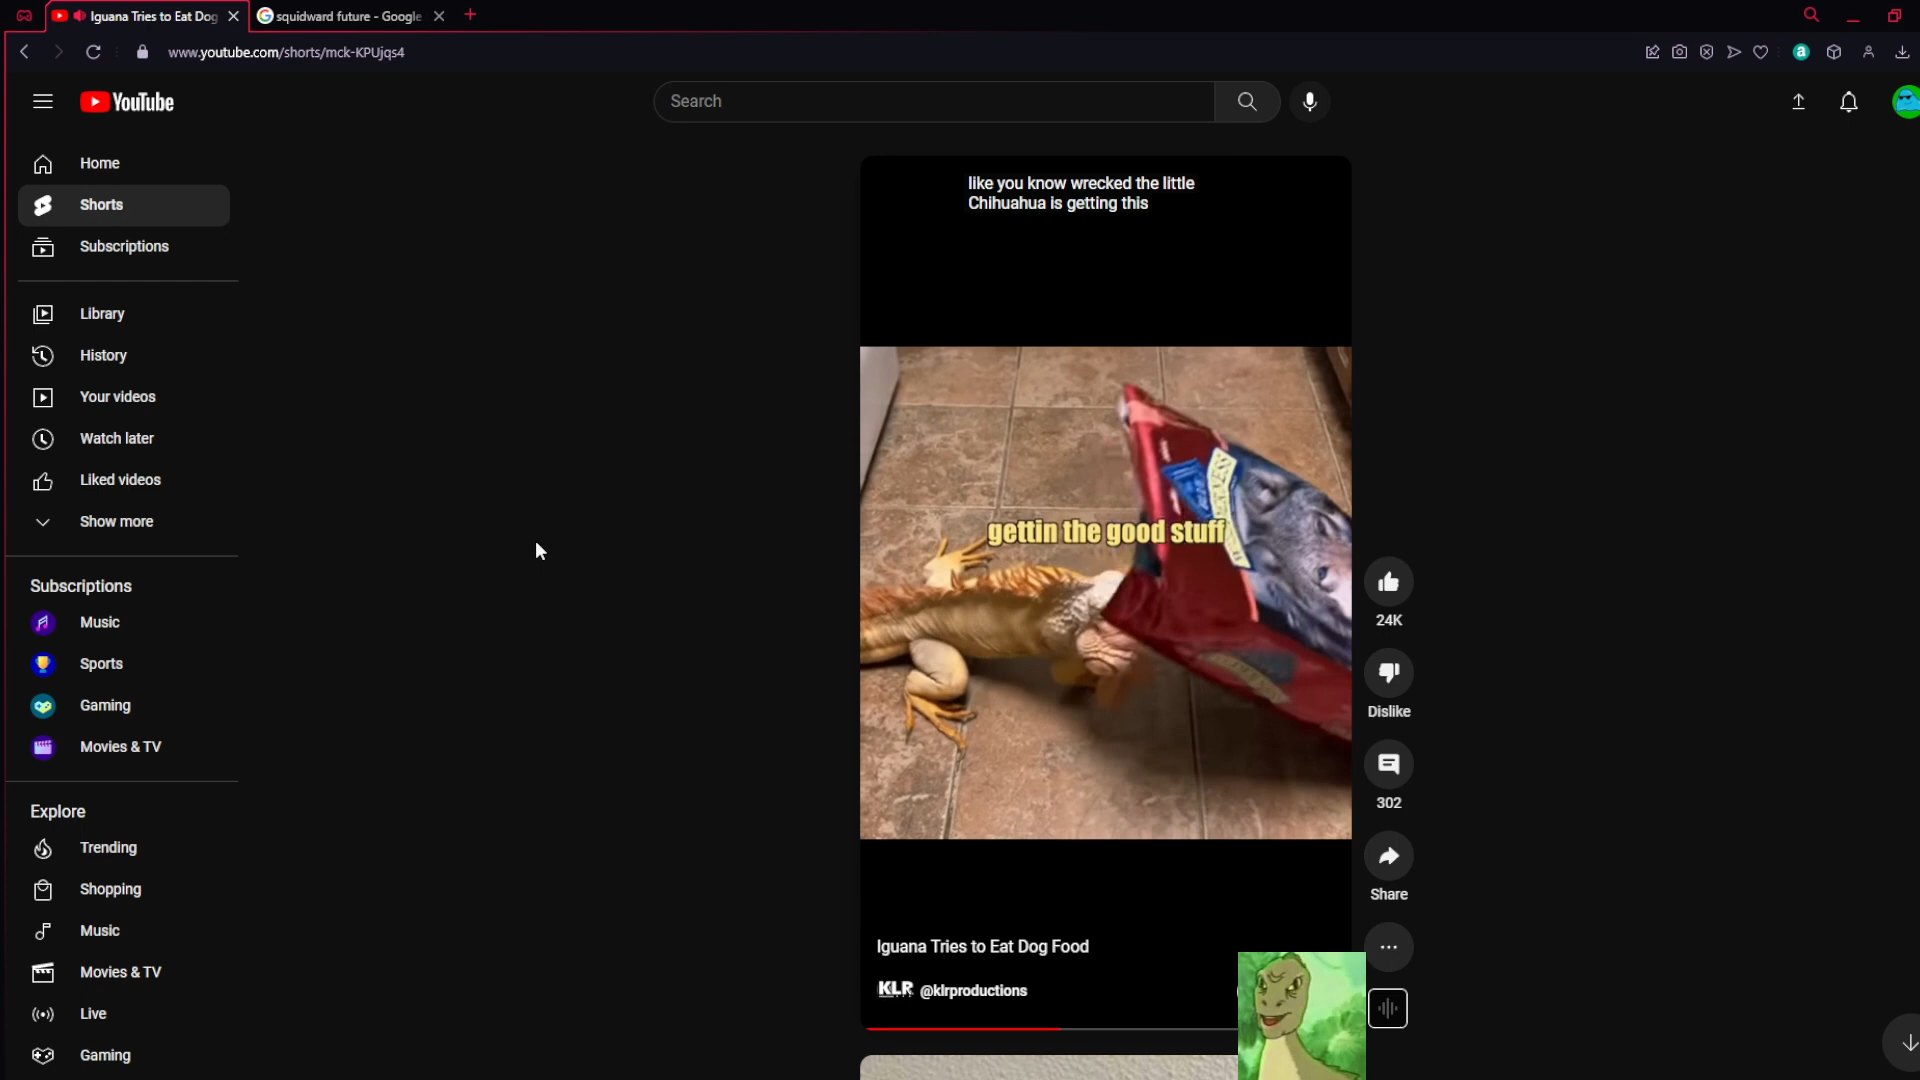 Iguana Tries to Eat Dog
squidward future - Google
www.youtube.com/shorts/mck-KPUjqs4
YouTube
Search
Home
Shorts
Subscriptions
Library
History
Your videos
Watch later
Liked videos
Show more
Subscriptions
Music
Sports
Gaming
Movies & TV
Explore
Trending
Shopping
Music
Movies & TV
Live
Gaming
like you know wrecked the little
Chihuahua is getting this
gettin the good stuff
24K
Dislike
302
Share
Iguana Tries to Eat Dog Food
KLR @klrproductions